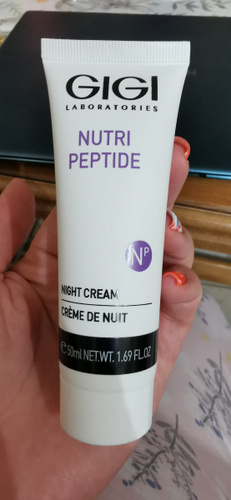 GIGI
LABORATORIES
NUTRI
PEPTIDE
NP
NIGHT CREAM
CRÈME DE NUIT
e 50ml NET.WT. 1.69 FL.OZ